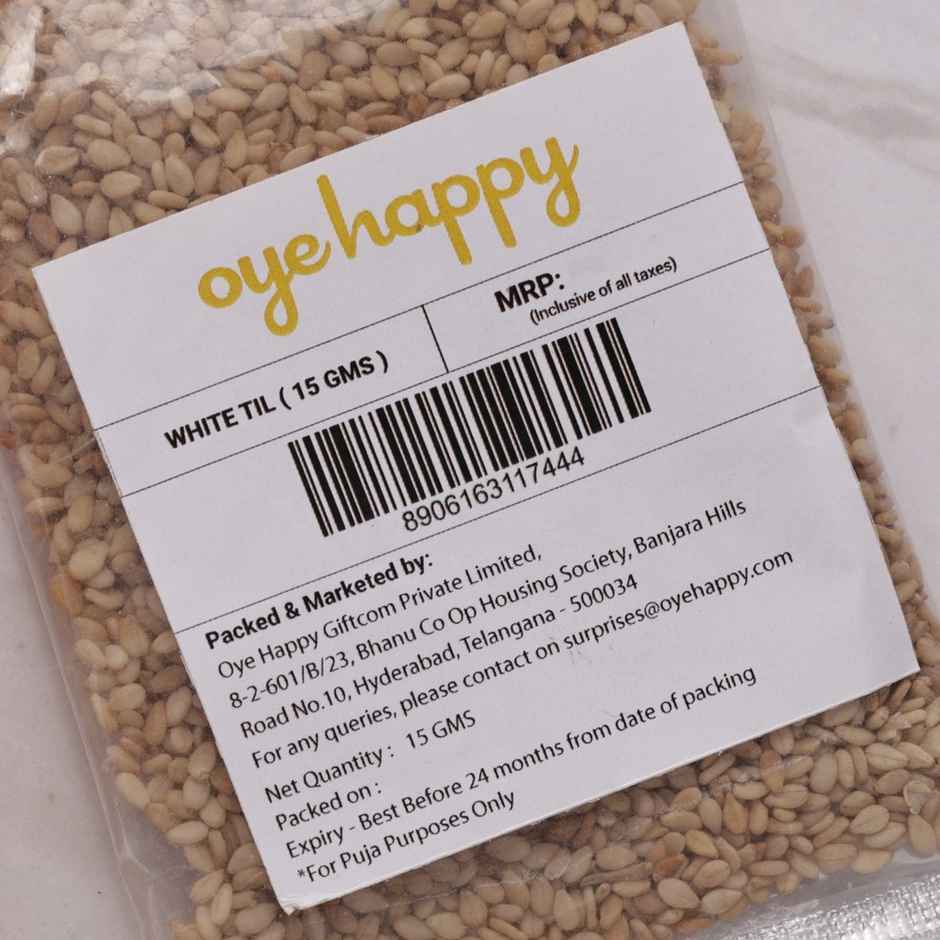 oye happy
WHITE TIL ( 15 GMS )
MRP:
(Inclusive of all taxes)
8906163117444
Packed & Marketed by:
Oye Happy Giftcom Private Limited,
8-2-601/B/23, Bhanu Co Op Housing Society, Banjara Hills
Road No.10, Hyderabad, Telangana - 500034
For any queries, please contact on surprises@oyehappy.com
Net Quantity : 15 GMS
Packed on :
Expiry - Best Before 24 months from date of packing
*For Puja Purposes Only